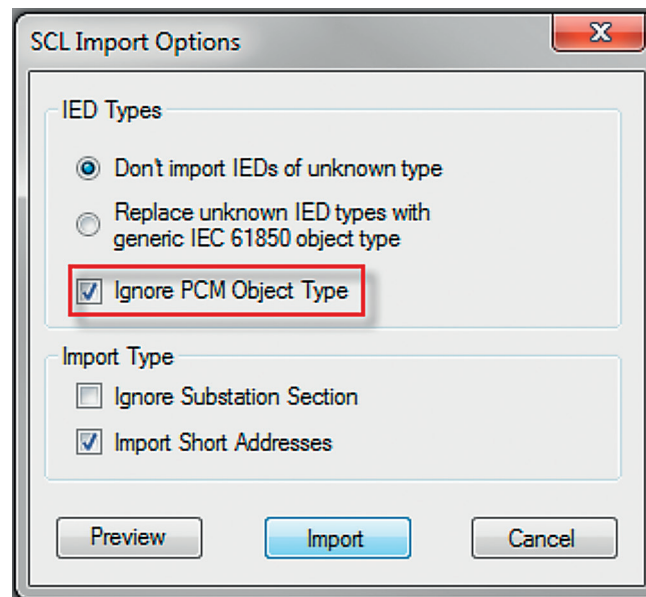 SCL Import Options
IED Types
Don't import IEDs of unknown type
Replace unknown IED types with
generic IEC 61850 object type
Ignore PCM Object Type
Import Type
Ignore Substation Section
Import Short Addresses
Preview
Import
Cancel